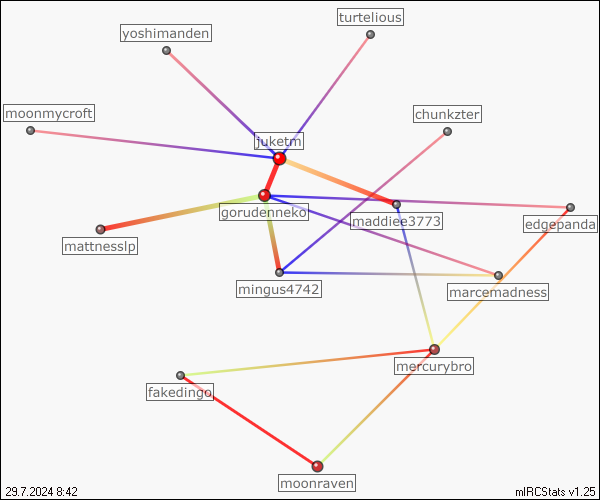 turtelious
yoshimanden
moonmycroft
chunkzter
juketm
gorudenneko
maddiee3773
edgepanda
mattnesslp
mingus4742
marcemadness
mercurybro
fakedingo
moonraven
29.7.2024 8:42
mIRCStats v1.25